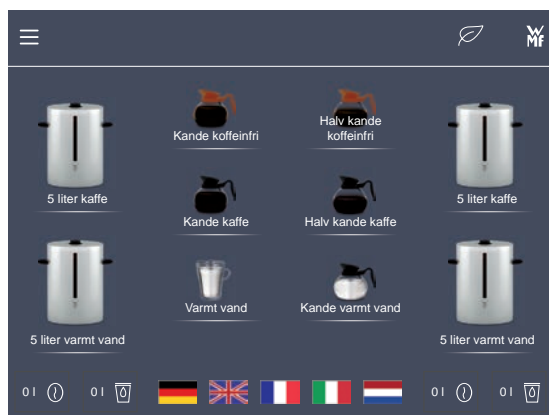 WMF
Kande koffeinfri
Halv kande
koffeinfri
5 liter kaffe
Kande kaffe
Halv kande kaffe
5 liter kaffe
Varmt vand
Kande varmt vand
5 liter varmt vand
5 liter varmt vand
0 l
0 l
0 l
0 l